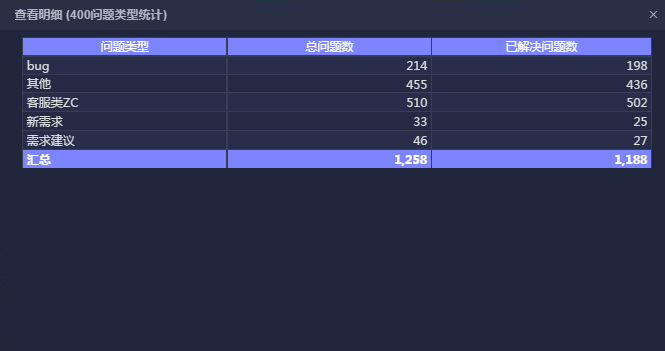 查看明细 (400问题类型统计)
问题类型 总问题数 已解决问题数
bug 214 198
其他 455 436
客服类ZC 510 502
新需求 33 25
需求建议 46 27
汇总 1,258 1,188